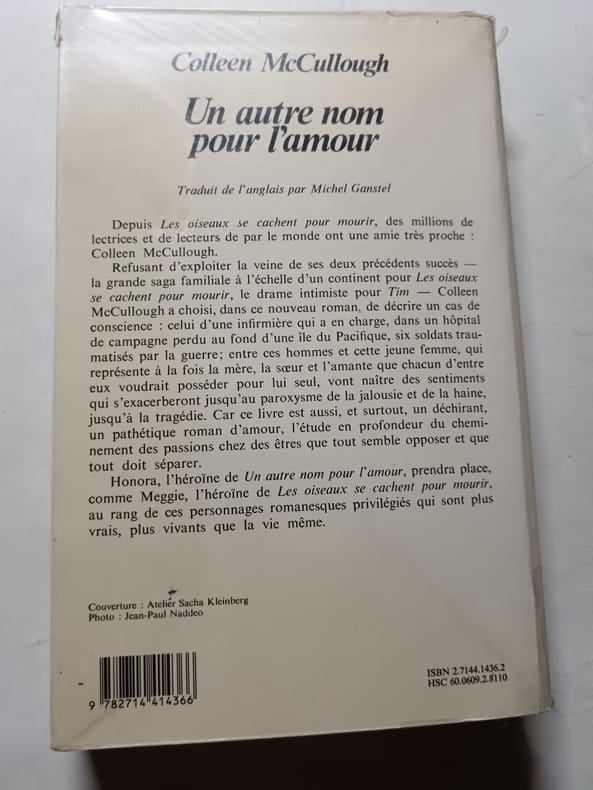 Colleen McCullough
Un autre nom
pour l'amour
Traduit de l'anglais par Michel Ganstel
Depuis Les oiseaux se cachent pour mourir, des millions de
lectrices et de lecteurs de par le monde ont une amie très proche :
Colleen McCullough.
Refusant d'exploiter la veine de ses deux précédents succès —
la grande saga familiale à l'échelle d'un continent pour Les oiseaux
se cachent pour mourir, le drame intimiste pour Tim — Colleen
McCullough a choisi, dans ce nouveau roman, de décrire un cas de
conscience : celui d'une infirmière qui a en charge, dans un hôpital
de campagne perdu au fond d'une île du Pacifique, six soldats trau-
matisés par la guerre; entre ces hommes et cette jeune femme, qui
représente à la fois la mère, la sœur et l'amante que chacun d'entre
eux voudrait posséder pour lui seul, vont naître des sentiments
qui s'exacerberont jusqu'au paroxysme de la jalousie et de la haine,
jusqu'à la tragédie. Car ce livre est aussi, et surtout, un déchirant,
un pathétique roman d'amour, l'étude en profondeur du chemi-
nement des passions chez des êtres que tout semble opposer et que
tout doit séparer.
Honora, l'héroïne de Un autre nom pour l'amour, prendra place,
comme Meggie, l'héroïne de Les oiseaux se cachent pour mourir,
au rang de ces personnages romanesques privilégiés qui sont plus
vrais, plus vivants que la vie même.
Couverture : Atelier Sacha Kleinberg
Photo : Jean-Paul Naddeo
9 782714 414366
ISBN 2.7144.1436.2
HSC 60.0609.2.8110